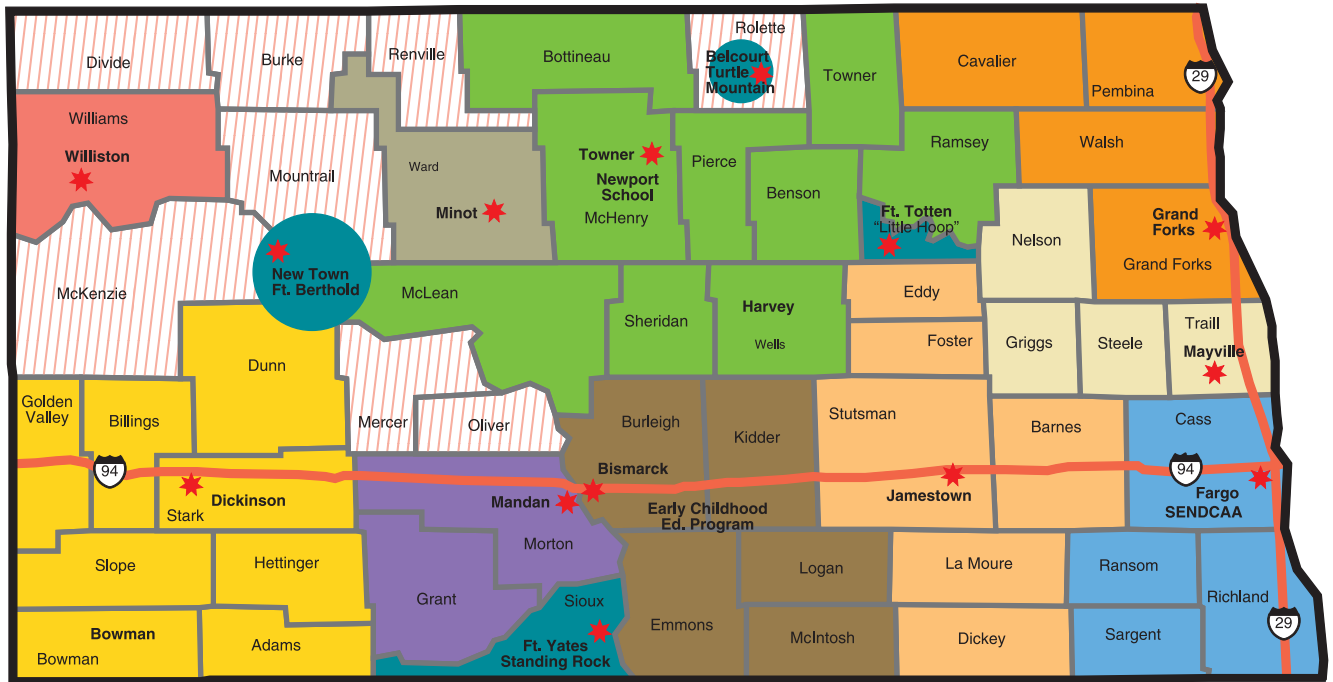 Divide
Burke
Renville
Bottineau
Rolette
Belcourt
Turtle
Mountain
Towner
Cavalier
Pembina
29
Williams
Williston
Mountrail
Ward
Minot
Towner
Newport
School
McHenry
Pierce
Benson
Ramsey
Walsh
Ft. Totten
“Little Hoop”
Nelson
Grand
Forks
Grand Forks
McKenzie
New Town
Ft. Berthold
McLean
Sheridan
Harvey
Wells
Eddy
Foster
Griggs
Steele
Traill
Mayville
Golden
Valley
Billings
Dunn
Mercer
Oliver
Burleigh
Kidder
Stutsman
Barnes
Cass
94
Dickinson
Stark
Mandan
Bismarck
Early Childhood
Ed. Program
Jamestown
94
Fargo
SENDCAA
Slope
Hettinger
Morton
Grant
Sioux
Ft. Yates
Standing Rock
Emmons
Logan
McIntosh
La Moure
Dickey
Ransom
Sargent
Richland
29
Bowman
Bowman
Adams